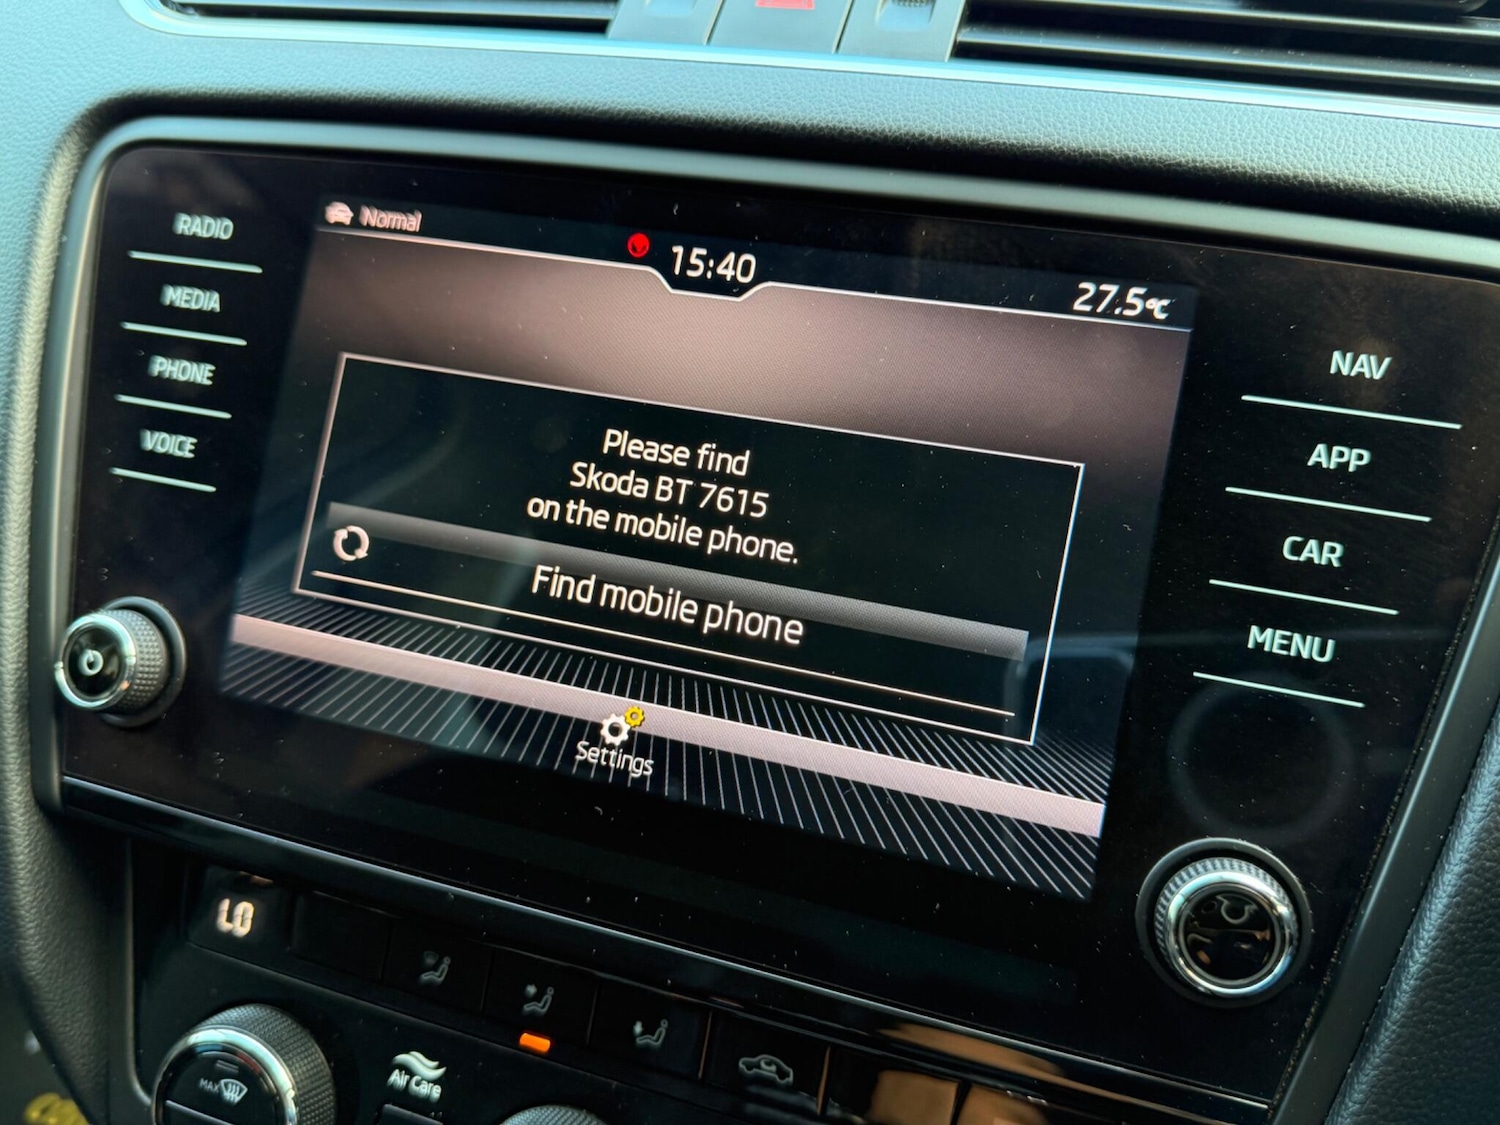 Normal
15:40
27.5°C
RADIO
MEDIA
PHONE
VOICE
NAV
APP
CAR
MENU
Please find
Skoda BT 7615
on the mobile phone.
Find mobile phone
Settings
LO
MAX
Air Care